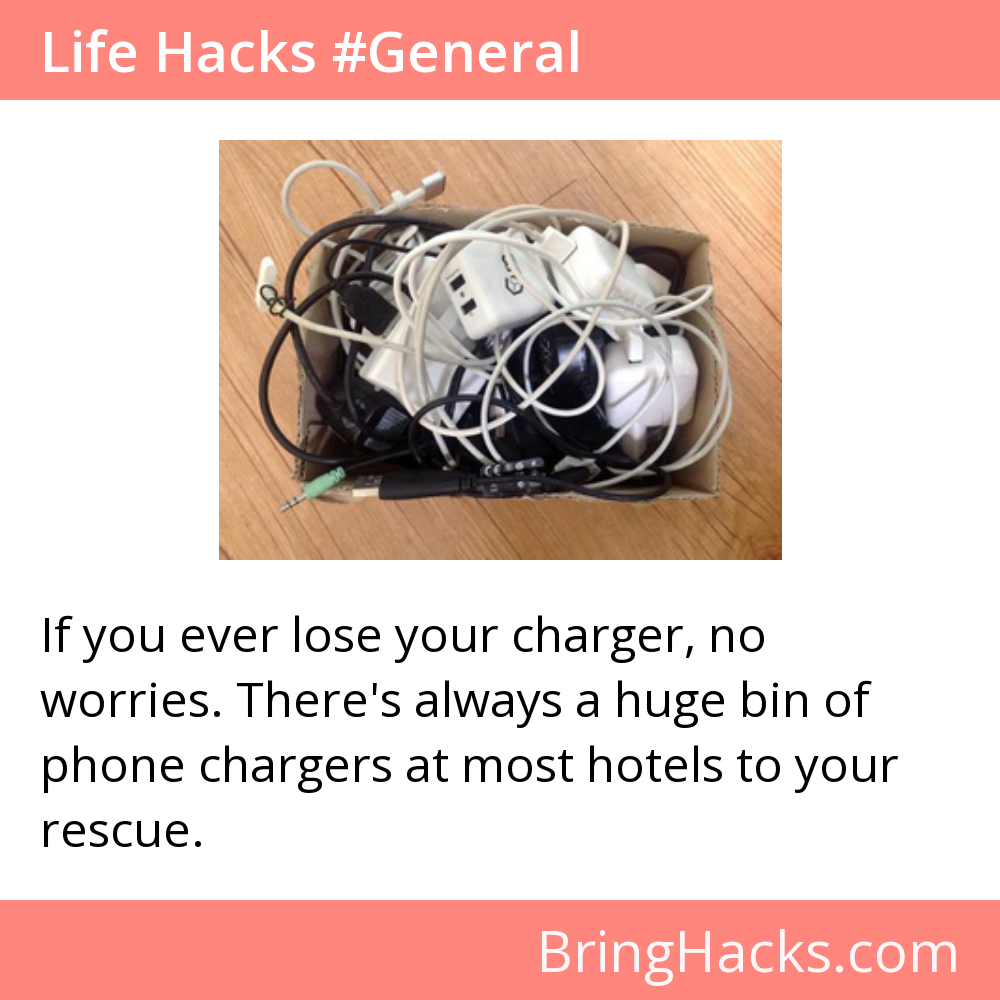 Life Hacks #General
If you ever lose your charger, no
worries. There's always a huge bin of
phone chargers at most hotels to your
rescue.
BringHacks.com